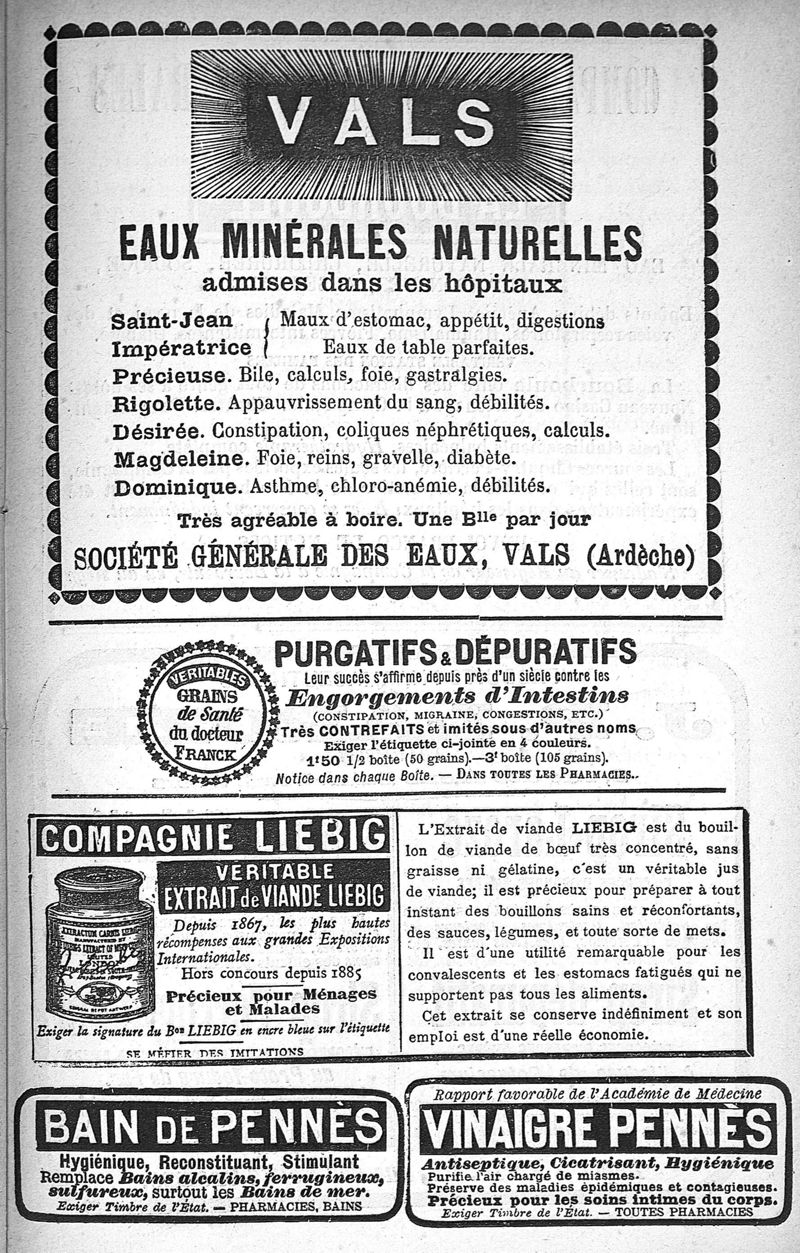 VALS
EAUX MINÉRALES NATURELLES
admises dans les hôpitaux
Saint-Jean } Maux d'estomac, appétit, digestions
Impératrice } Eaux de table parfaites.
Précieuse. Bile, calculs, foie, gastralgies.
Rigolette. Appauvrissement du sang, débilités.
Désirée. Constipation, coliques néphrétiques, calculs.
Magdeleine. Foie, reins, gravelle, diabète.
Dominique. Asthme, chloro-anémie, débilités.
Très agréable à boire. Une Blle par jour
SOCIÉTÉ GÉNÉRALE DES EAUX, VALS (Ardèche)
VERITABLES
GRAINS
de Santé
du docteur
FRANCK
PURGATIFS & DÉPURATIFS
Leur succès s'affirme depuis près d'un siècle contre les
Engorgements d'Intestins
(CONSTIPATION, MIGRAINE, CONGESTIONS, ETC.)
Très CONTREFAITS et imités sous d'autres noms
Exiger l'étiquette ci-jointe en 4 couleurs.
1f50 1/2 boîte (50 grains).—3f boîte (105 grains).
Notice dans chaque Boîte. — DANS TOUTES LES PHARMACIES..
COMPAGNIE LIEBIG
VÉRITABLE
EXTRAIT de VIANDE LIEBIG
EXTRACTUM CARNIS LIEBIG
MANUFACTURED BY
LIEBIGS EXTRACT OF MEAT
LIMITED
LONDON
Depuis 1867, les plus hautes
récompenses aux grandes Expositions
Internationales.
Hors concours depuis 1885
Précieux pour Ménages
et Malades
Exiger la signature du Bon LIEBIG en encre bleue sur l'étiquette
SE MÉFIER DES IMITATIONS
L'Extrait de viande LIEBIG est du bouil-
lon de viande de bœuf très concentré, sans
graisse ni gélatine, c'est un véritable jus
de viande; il est précieux pour préparer à tout
instant des bouillons sains et réconfortants,
des sauces, légumes, et toute sorte de mets.
Il est d'une utilité remarquable pour les
convalescents et les estomacs fatigués qui ne
supportent pas tous les aliments.
Cet extrait se conserve indéfiniment et son
emploi est d'une réelle économie.
BAIN DE PENNÈS
Hygiénique, Reconstituant, Stimulant
Remplace Bains alcalins, ferrugineux,
sulfureux, surtout les Bains de mer.
Exiger Timbre de l'État. — PHARMACIES, BAINS
Rapport favorable de l'Académie de Médecine
VINAIGRE PENNÈS
Antiseptique, Cicatrisant, Hygiénique
Purifie l'air chargé de miasmes.
Préserve des maladies épidémiques et contagieuses.
Précieux pour les soins intimes du corps.
Exiger Timbre de l'État. — TOUTES PHARMACIES